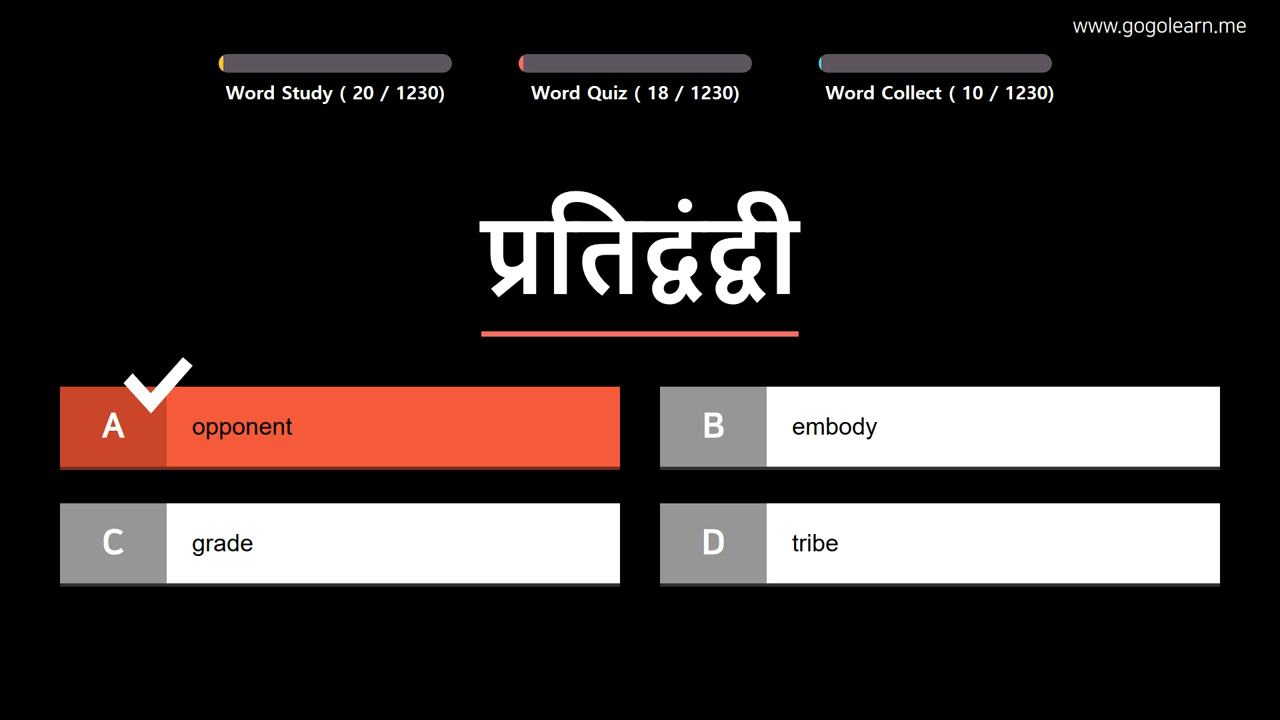 www.gogolearn.me
Word Study ( 20 / 1230)
Word Quiz ( 18 / 1230)
Word Collect ( 10 / 1230)
प्रतिद्वंद्वी
A opponent
B embody
C grade
D tribe